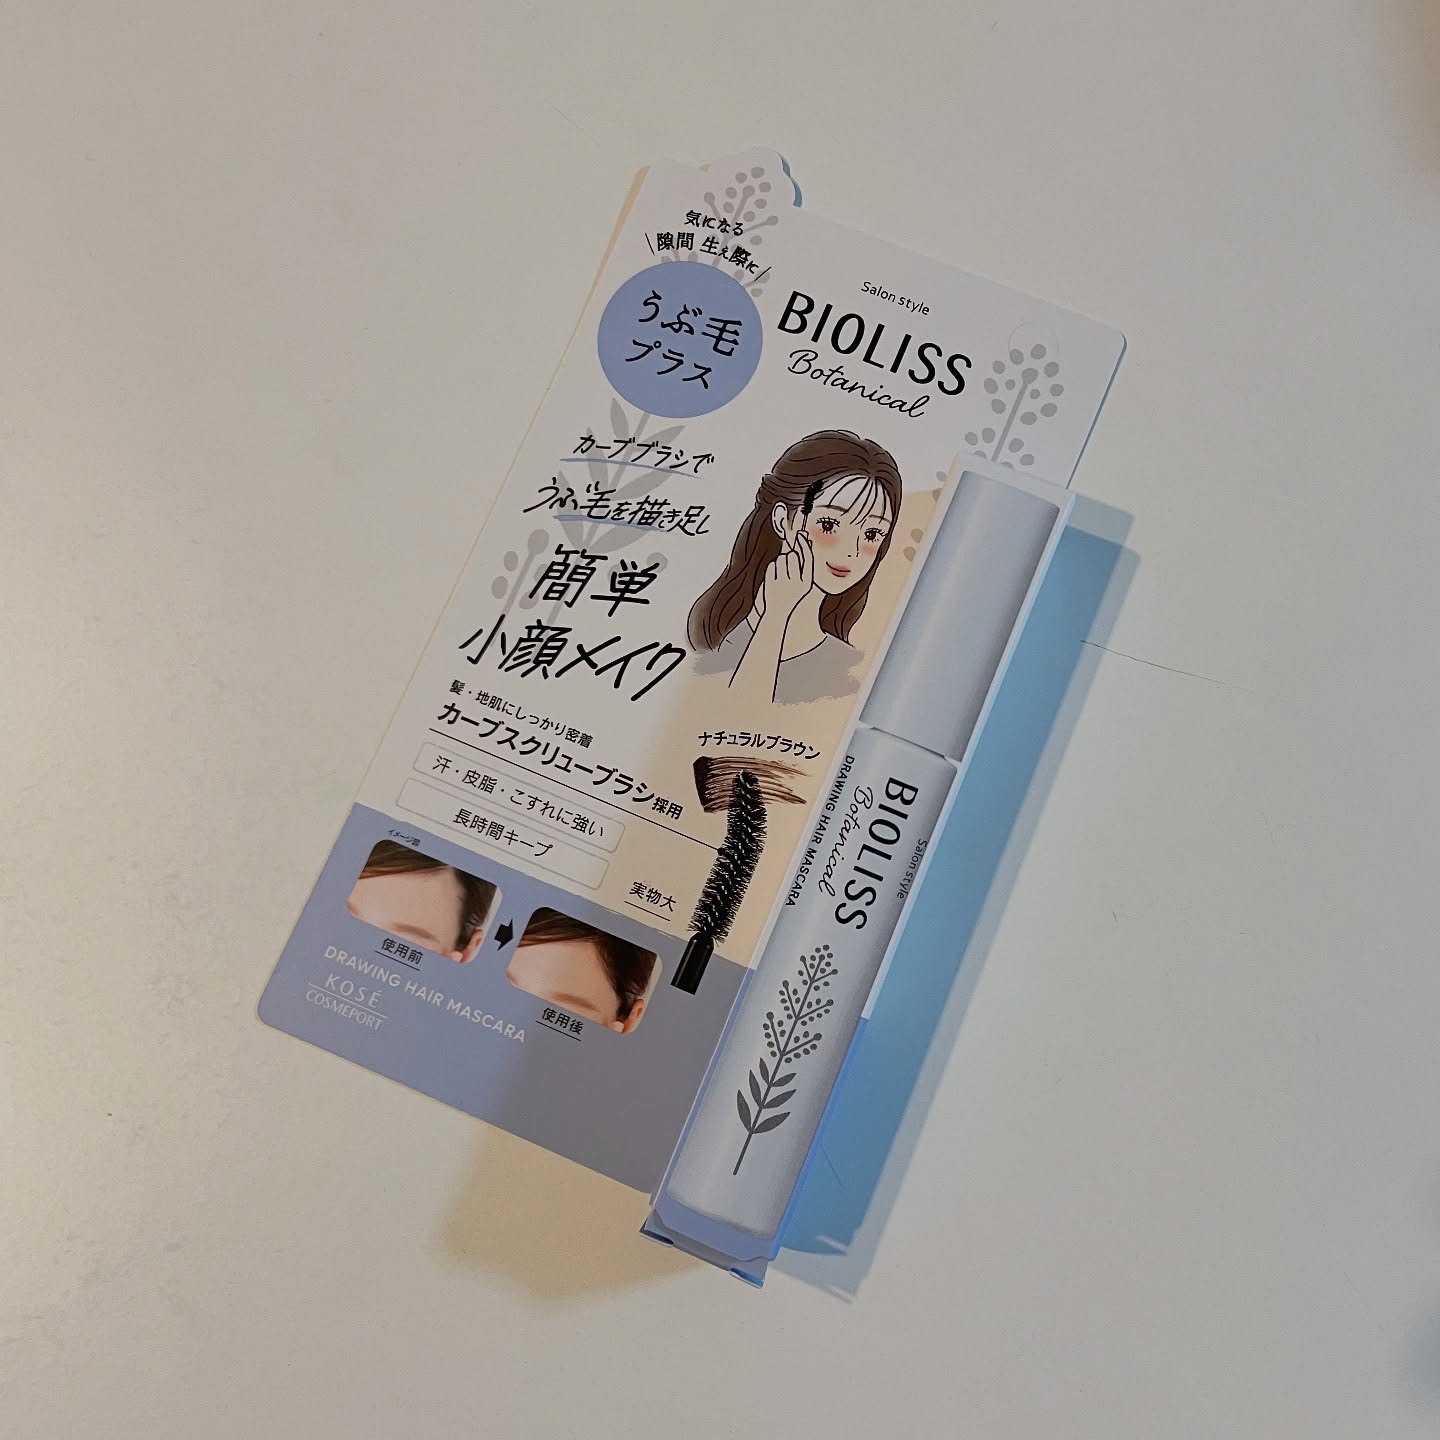 気になる
隙間 生え際に
うぶ毛
プラス
Salon style
BIOLISS
Botanical
カーブブラシで
うぶ毛を描き足し
簡単
小顔メイク
髪・地肌にしっかり密着
カーブスクリューブラシ採用
汗・皮脂・こすれに強い
長時間キープ
ナチュラルブラウン
実物大
イメージ図
使用前
使用後
DRAWING HAIR MASCARA
KOSÉ
COSMEPORT
Salon style
BIOLISS
Botanical
DRAWING HAIR MASCARA